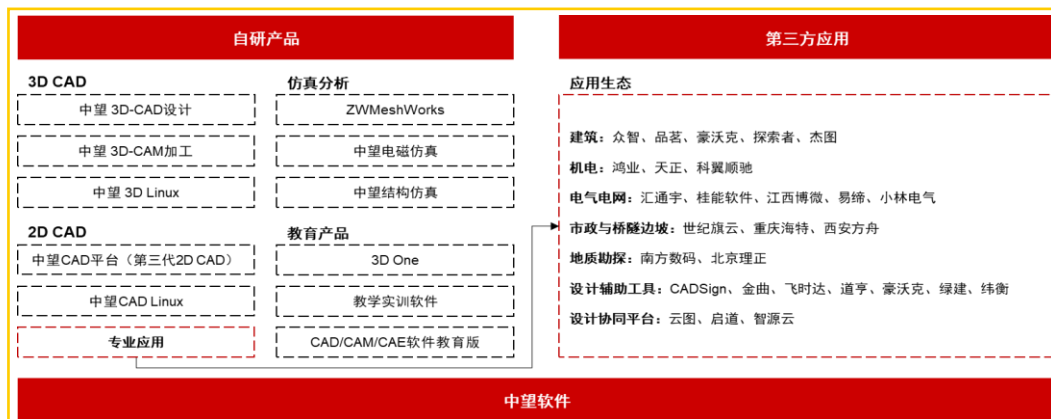 自研产品
3D CAD
中望 3D-CAD设计
中望 3D-CAM加工
中望 3D Linux
仿真分析
ZWMeshWorks
中望电磁仿真
中望结构仿真
2D CAD
中望CAD平台（第三代2D CAD）
中望CAD Linux
专业应用
教育产品
3D One
教学实训软件
CAD/CAM/CAE软件教育版
第三方应用
应用生态
建筑：众智、品茗、豪沃克、探索者、杰图
机电：鸿业、天正、科翼顺驰
电气电网：汇通宇、桂能软件、江西博微、易缔、小林电气
市政与桥隧边坡：世纪旗云、重庆海特、西安方舟
地质勘探：南方数码、北京理正
设计辅助工具：CADSign、金曲、飞时达、道亨、豪沃克、绿建、纬衡
设计协同平台：云图、启道、智源云
中望软件